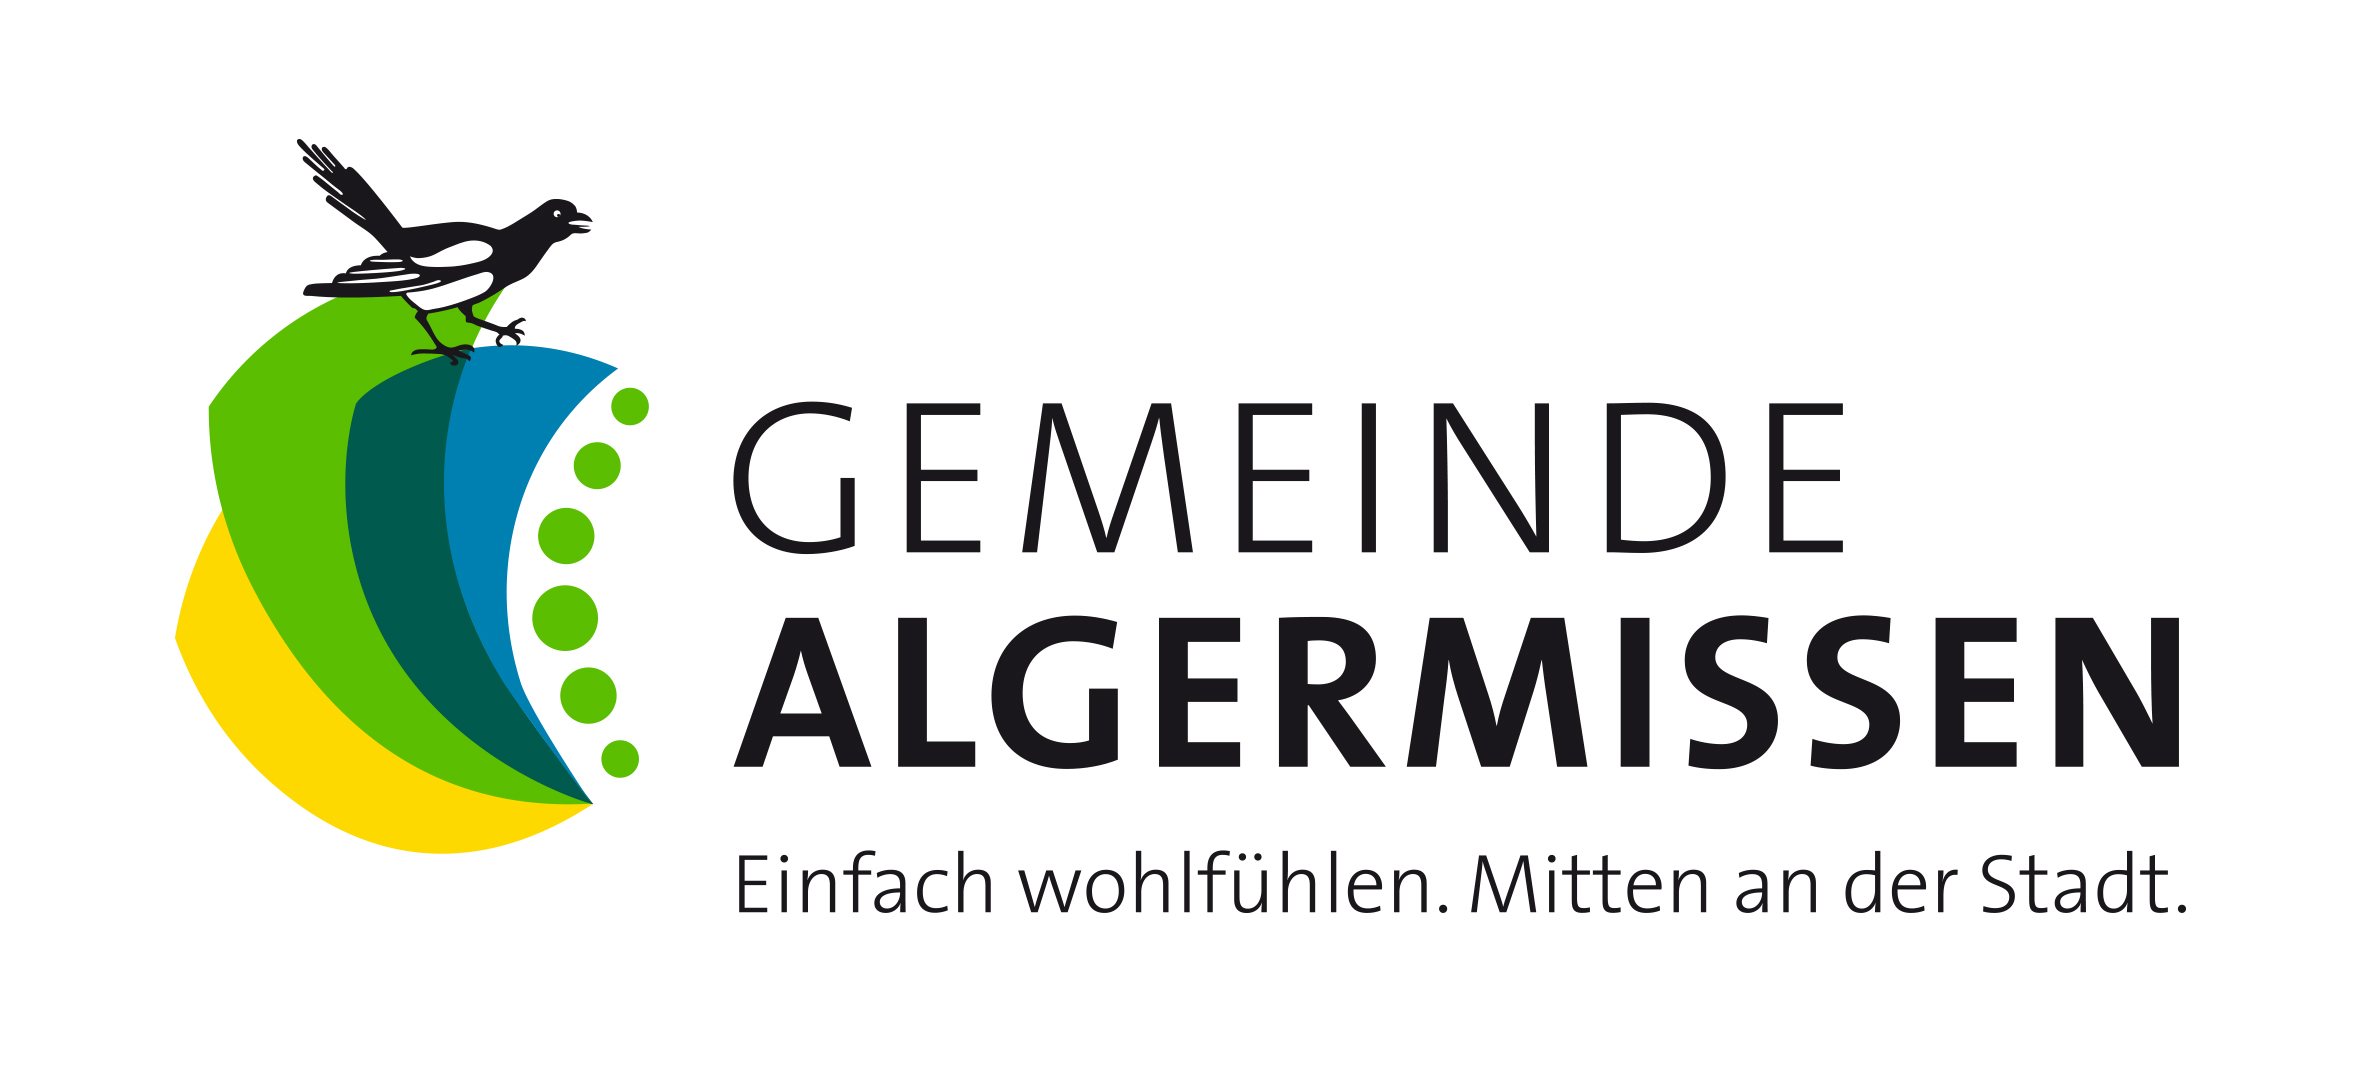 GEMEINDE
ALGERMISSEN
Einfach wohlfühlen. Mitten an der Stadt.